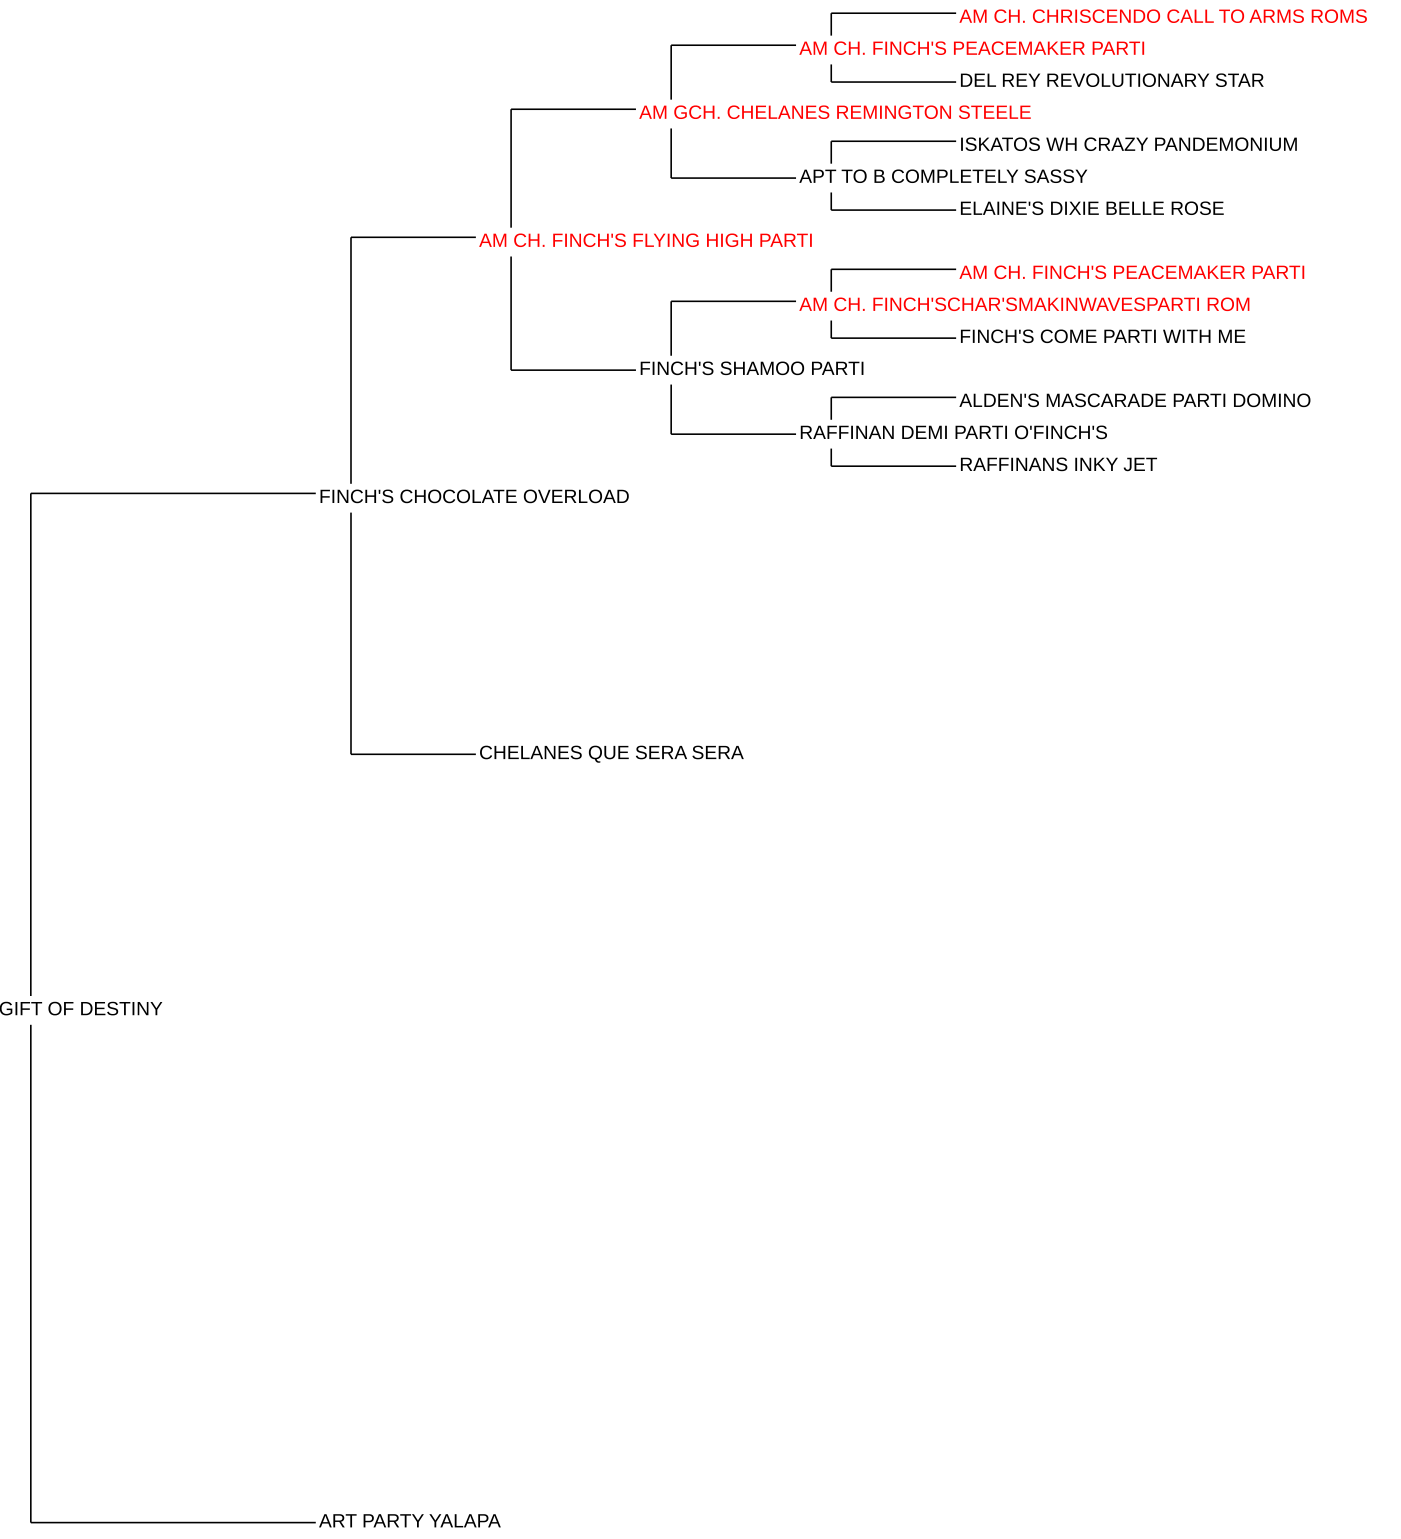 AM CH. CHRISCENDO CALL TO ARMS ROMS
AM CH. FINCH'S PEACEMAKER PARTI
DEL REY REVOLUTIONARY STAR
AM GCH. CHELANES REMINGTON STEELE
ISKATOS WH CRAZY PANDEMONIUM
APT TO B COMPLETELY SASSY
ELAINE'S DIXIE BELLE ROSE
AM CH. FINCH'S FLYING HIGH PARTI
AM CH. FINCH'S PEACEMAKER PARTI
AM CH. FINCH'SCHAR'SMAKINWAVESPARTI ROM
FINCH'S COME PARTI WITH ME
FINCH'S SHAMOO PARTI
ALDEN'S MASCARADE PARTI DOMINO
RAFFINAN DEMI PARTI O'FINCH'S
RAFFINANS INKY JET
FINCH'S CHOCOLATE OVERLOAD
CHELANES QUE SERA SERA
GIFT OF DESTINY
ART PARTY YALAPA